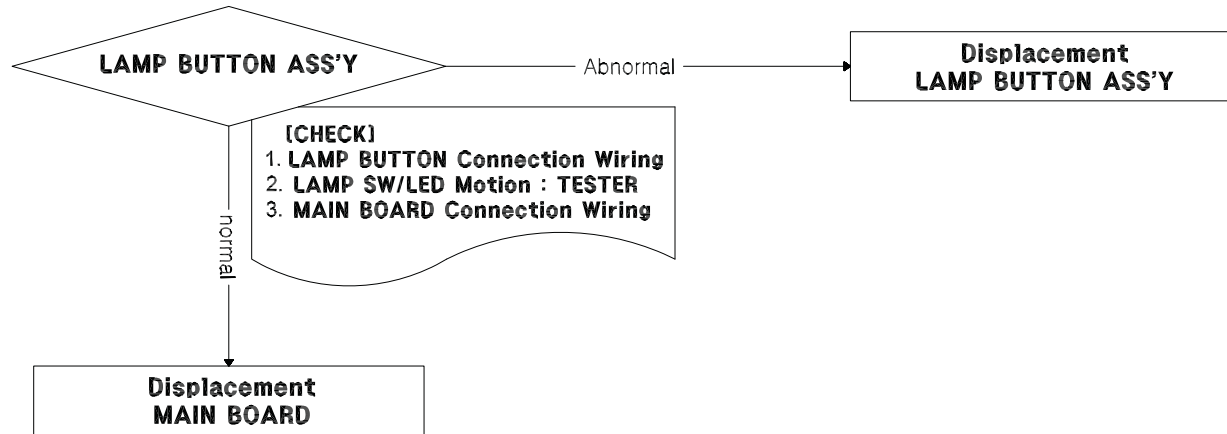 LAMP BUTTON ASS'Y
Abnormal
Displacement
LAMP BUTTON ASS'Y
[CHECK]
1. LAMP BUTTON Connection Wiring
2. LAMP SW/LED Motion : TESTER
3. MAIN BOARD Connection Wiring
normal
Displacement
MAIN BOARD